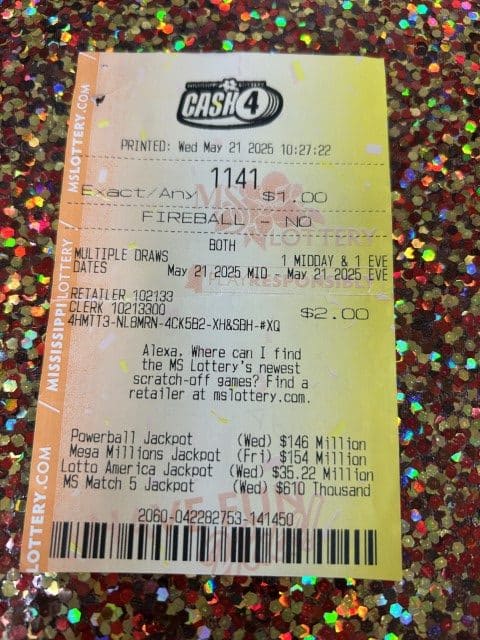 MISSISSIPPI LOTTERY
CASH 4
PRINTED: Wed May 21 2025 10:27:22
1141
Exact/Any $1.00
FIREBALL - NO
BOTH
MULTIPLE DRAWS 1 MIDDAY & 1 EVE
DATES May 21 2025 MID - May 21 2025 EVE
RETAILER 102133
CLERK 10213300 $2.00
4HMTT3-NL8MRN-4CK5B2-XH&SBH-#XQ
Alexa. Where can I find
the MS Lottery's newest
scratch-off games? Find a
retailer at mslottery.com.
Powerball Jackpot (Wed) $146 Million
Mega Millions Jackpot (Fri) $154 Million
Lotto America Jackpot (Wed) $35.22 Million
MS Match 5 Jackpot (Wed) $610 Thousand
2060-042282753-141450
MSLOTTERY.COM
MISSISSIPPI LOTTERY
LOTTERY.COM
MS
LOTTERY
PLAY RESPONSIBLY